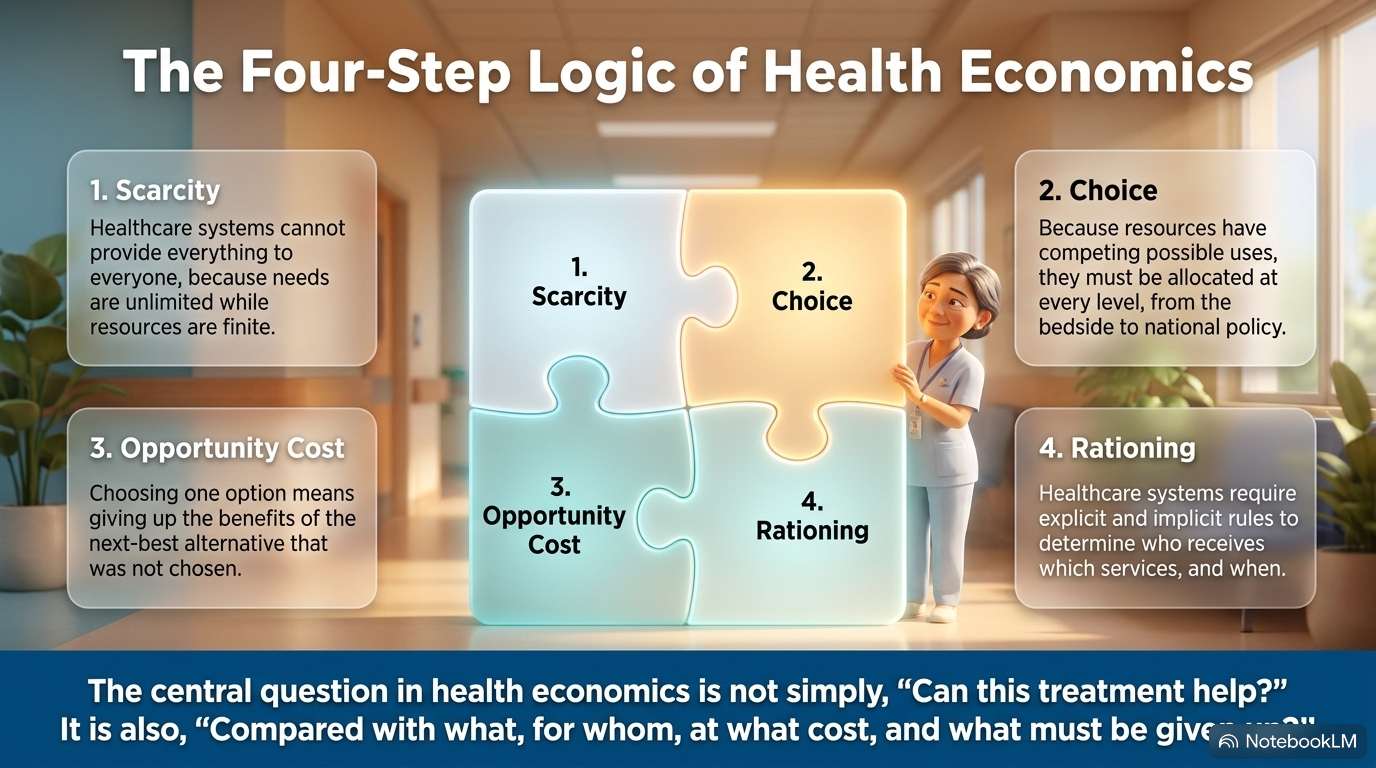 The Four-Step Logic of Health Economics
1. Scarcity
Healthcare systems cannot
provide everything to
everyone, because needs
are unlimited while
resources are finite.
2. Choice
Because resources have
competing possible uses,
they must be allocated at
every level, from the
bedside to national policy.
1.
Scarcity
2.
Choice
3.
Opportunity
Cost
4.
Rationing
3. Opportunity Cost
Choosing one option means
giving up the benefits of the
next-best alternative that
was not chosen.
4. Rationing
Healthcare systems require
explicit and implicit rules to
determine who receives
which services, and when.
The central question in health economics is not simply, “Can this treatment help?”
It is also, “Compared with what, for whom, at what cost, and what must be
NotebookLM